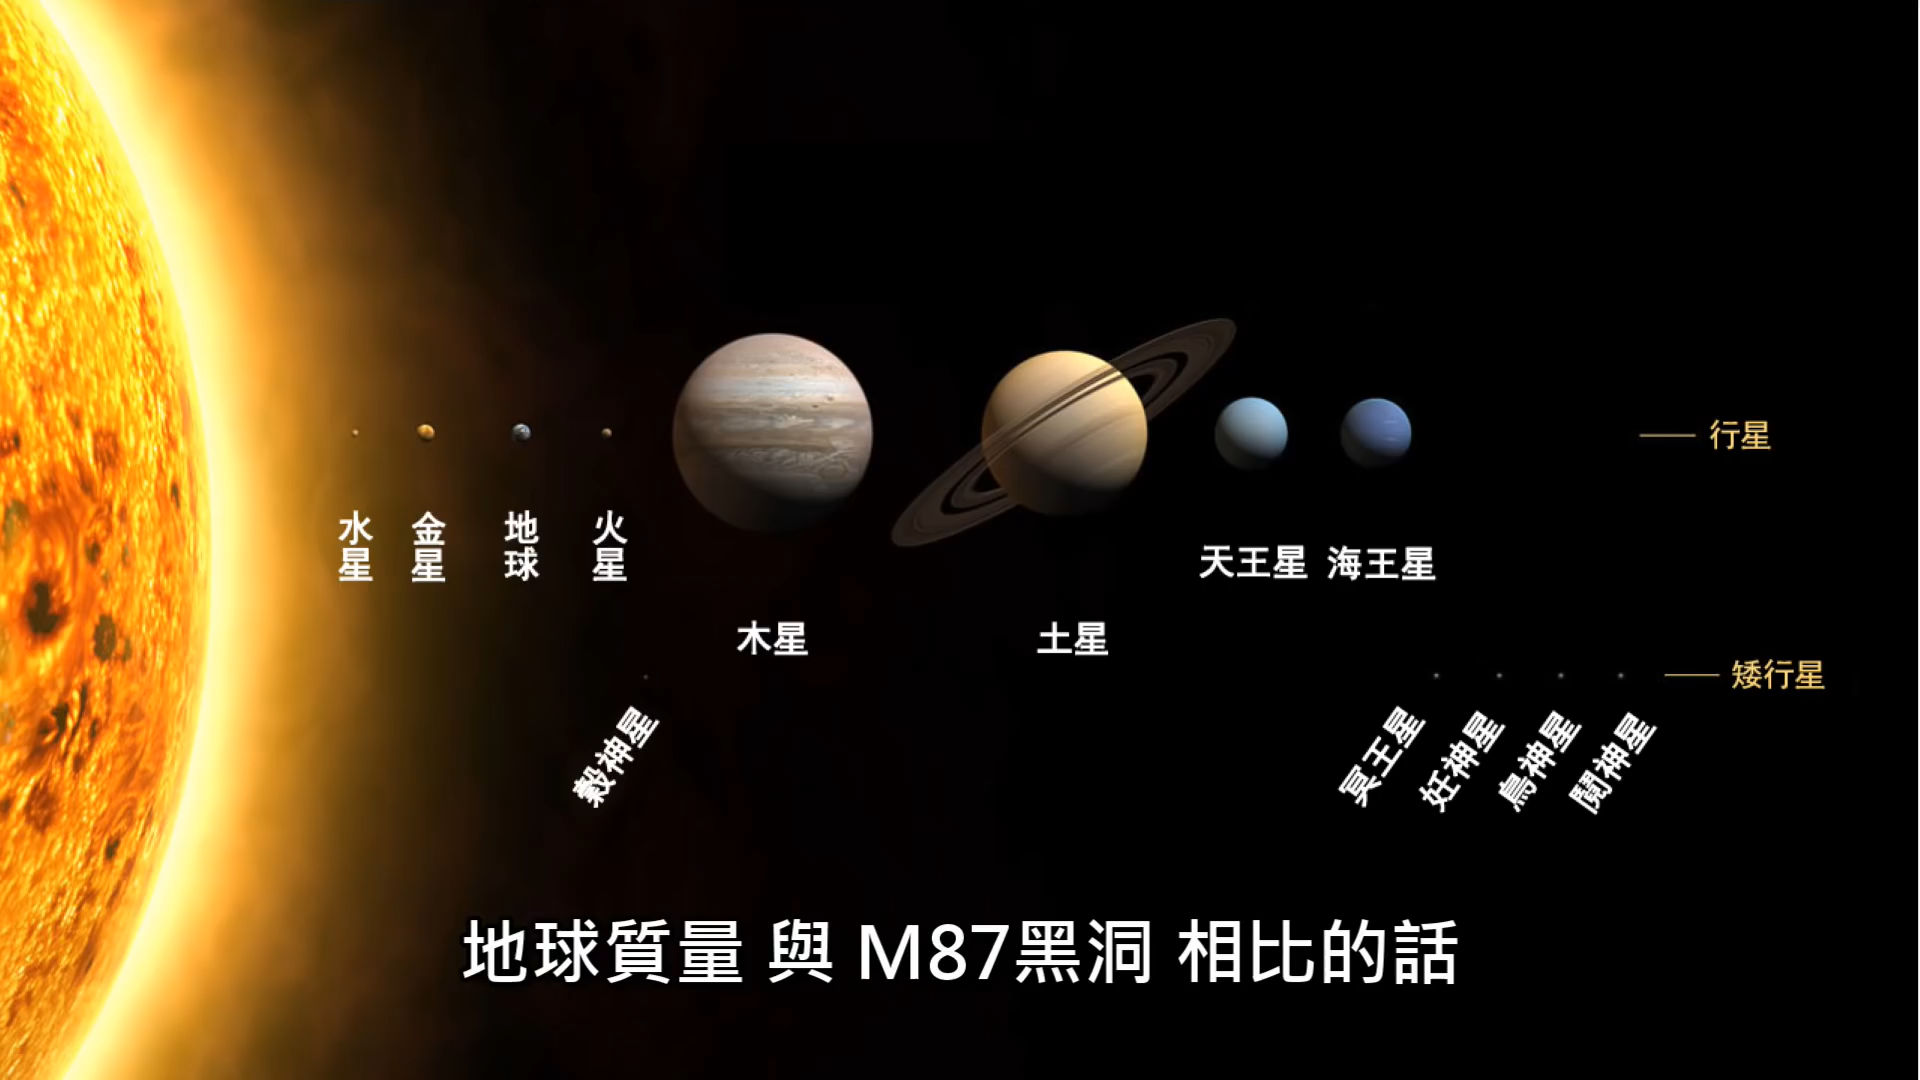 水星
金星
地球
火星
木星
土星
天王星
海王星
行星
穀神星
冥王星
妊神星
鳥神星
鬩神星
矮行星
地球質量 與 M87黑洞 相比的話